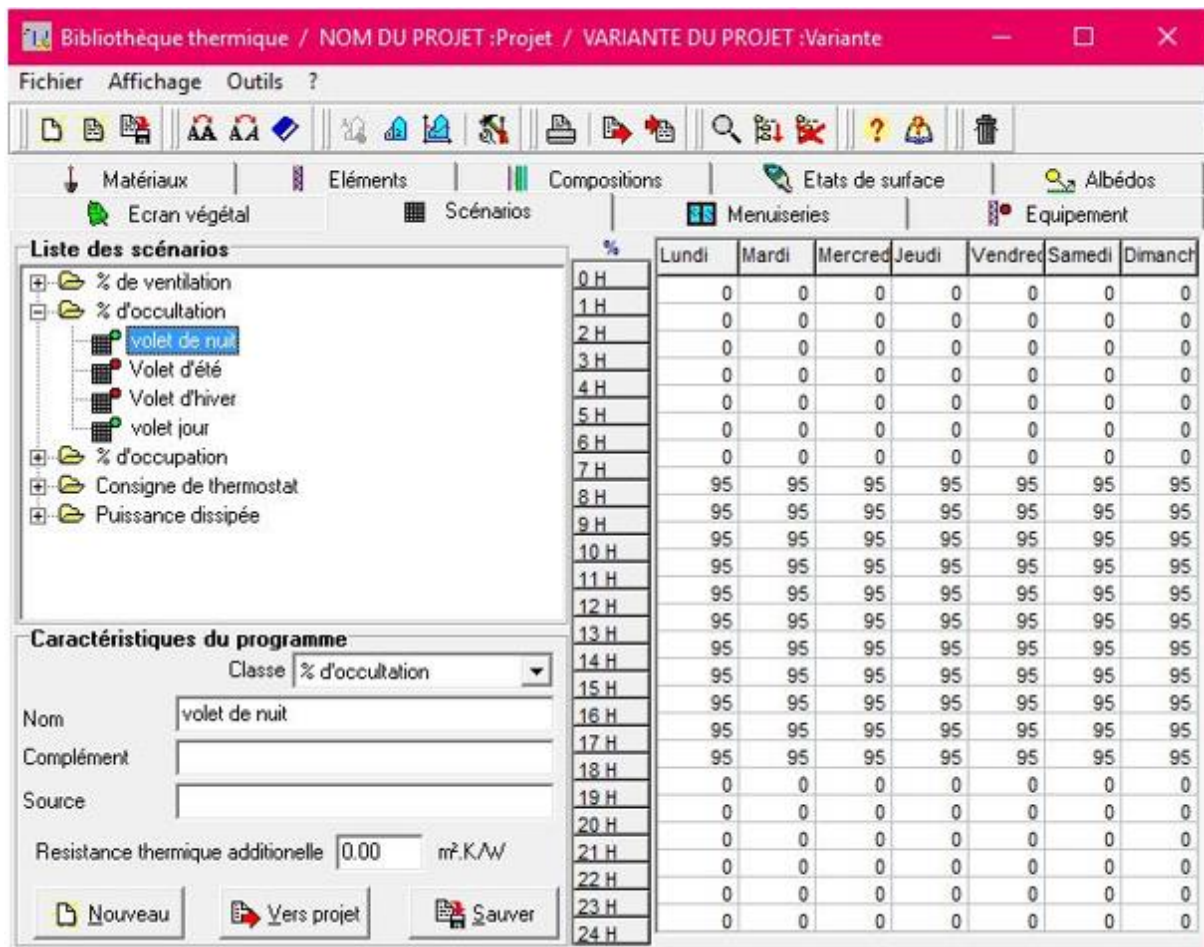 Bibliothèque thermique / NOM DU PROJET :Projet / VARIANTE DU PROJET :Variante
Fichier Affichage Outils ?
Matériaux Eléments Compositions Etats de surface Albédos
Ecran végétal Scénarios Menuiseries Equipement
Liste des scénarios
% de ventilation
% d'occultation
volet de nuit
Volet d'été
Volet d'hiver
volet jour
% d'occupation
Consigne de thermostat
Puissance dissipée
Caractéristiques du programme
Classe % d'occultation
Nom volet de nuit
Complément
Source
Resistance thermique additionelle 0.00 m².K/W
Nouveau Vers projet Sauver
% Lundi Mardi Mercred Jeudi Vendred Samedi Dimanch
0 H
0 0 0 0 0 0 0
1 H
0 0 0 0 0 0 0
2 H
0 0 0 0 0 0 0
3 H
0 0 0 0 0 0 0
4 H
0 0 0 0 0 0 0
5 H
0 0 0 0 0 0 0
6 H
0 0 0 0 0 0 0
7 H
95 95 95 95 95 95 95
8 H
95 95 95 95 95 95 95
9 H
95 95 95 95 95 95 95
10 H
95 95 95 95 95 95 95
11 H
95 95 95 95 95 95 95
12 H
95 95 95 95 95 95 95
13 H
95 95 95 95 95 95 95
14 H
95 95 95 95 95 95 95
15 H
95 95 95 95 95 95 95
16 H
95 95 95 95 95 95 95
17 H
95 95 95 95 95 95 95
18 H
0 0 0 0 0 0 0
19 H
0 0 0 0 0 0 0
20 H
0 0 0 0 0 0 0
21 H
0 0 0 0 0 0 0
22 H
0 0 0 0 0 0 0
23 H
0 0 0 0 0 0 0
24 H